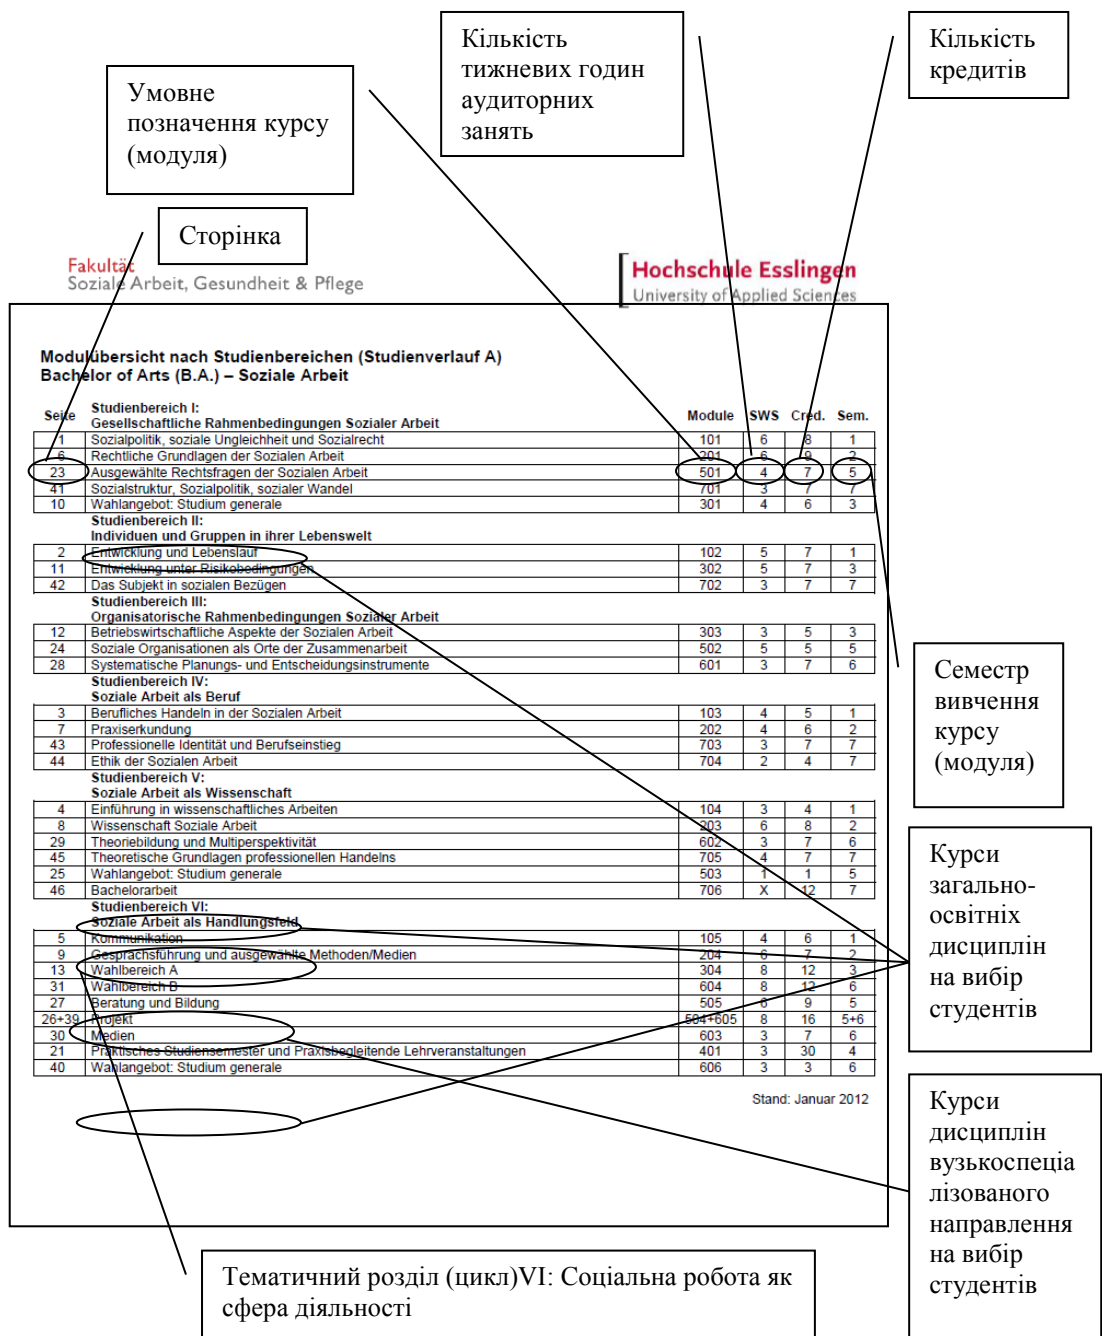 Кількість
тижневих годин
аудиторних
занять
Кількість
кредитів
Умовне
позначення курсу
(модуля)
Сторінка
Fakultät
Soziale Arbeit, Gesundheit & Pflege
Hochschule Esslingen
University of Applied Sciences
Modulübersicht nach Studienbereichen (Studienverlauf A)
Bachelor of Arts (B.A.) – Soziale Arbeit
Seite Studienbereich I: Gesellschaftliche Rahmenbedingungen Sozialer Arbeit Module SWS Cred. Sem.
1 Sozialpolitik, soziale Ungleichheit und Sozialrecht 101 6 8 1
6 Rechtliche Grundlagen der Sozialen Arbeit 201 6 9 2
23 Ausgewählte Rechtsfragen der Sozialen Arbeit 501 4 7 5
41 Sozialstruktur, Sozialpolitik, sozialer Wandel 701 3 7 7
10 Wahlangebot: Studium generale 301 4 6 3
Studienbereich II:
Individuen und Gruppen in ihrer Lebenswelt
2 Entwicklung und Lebenslauf 102 5 7 1
11 Entwicklung unter Risikobedingungen 302 5 7 3
42 Das Subjekt in sozialen Bezügen 702 3 7 7
Studienbereich III:
Organisatorische Rahmenbedingungen Sozialer Arbeit
12 Betriebswirtschaftliche Aspekte der Sozialen Arbeit 303 3 5 3
24 Soziale Organisationen als Orte der Zusammenarbeit 502 5 5 5
28 Systematische Planungs- und Entscheidungsinstrumente 601 3 7 6
Studienbereich IV:
Soziale Arbeit als Beruf
3 Berufliches Handeln in der Sozialen Arbeit 103 4 5 1
7 Praxiserkundung 202 4 6 2
43 Professionelle Identität und Berufseinstieg 703 3 7 7
44 Ethik der Sozialen Arbeit 704 2 4 7
Studienbereich V:
Soziale Arbeit als Wissenschaft
4 Einführung in wissenschaftliches Arbeiten 104 3 4 1
8 Wissenschaft Soziale Arbeit 203 6 8 2
29 Theoriebildung und Multiperspektivität 602 3 7 6
45 Theoretische Grundlagen professionellen Handelns 705 4 7 7
25 Wahlangebot: Studium generale 503 1 1 5
46 Bachelorarbeit 706 X 12 7
Studienbereich VI:
Soziale Arbeit als Handlungsfeld
5 Kommunikation 105 4 6 1
9 Gesprächsführung und ausgewählte Methoden/Medien 204 6 7 2
13 Wahlbereich A 304 8 12 3
31 Wahlbereich B 604 8 12 6
27 Beratung und Bildung 505 6 9 5
26+39 Projekt 504+605 8 16 5+6
30 Medien 603 3 7 6
21 Praktisches Studiensemester und Praxisbegleitende Lehrveranstaltungen 401 3 30 4
40 Wahlangebot: Studium generale 606 3 3 6
Stand: Januar 2012
Семестр
вивчення
курсу
(модуля)
Курси
загально-
освітніх
дисциплін
на вибір
студентів
Курси
дисциплін
вузькоспеціа
лізованого
направлення
на вибір
студентів
Тематичний розділ (цикл)VI: Соціальна робота як
сфера діяльності